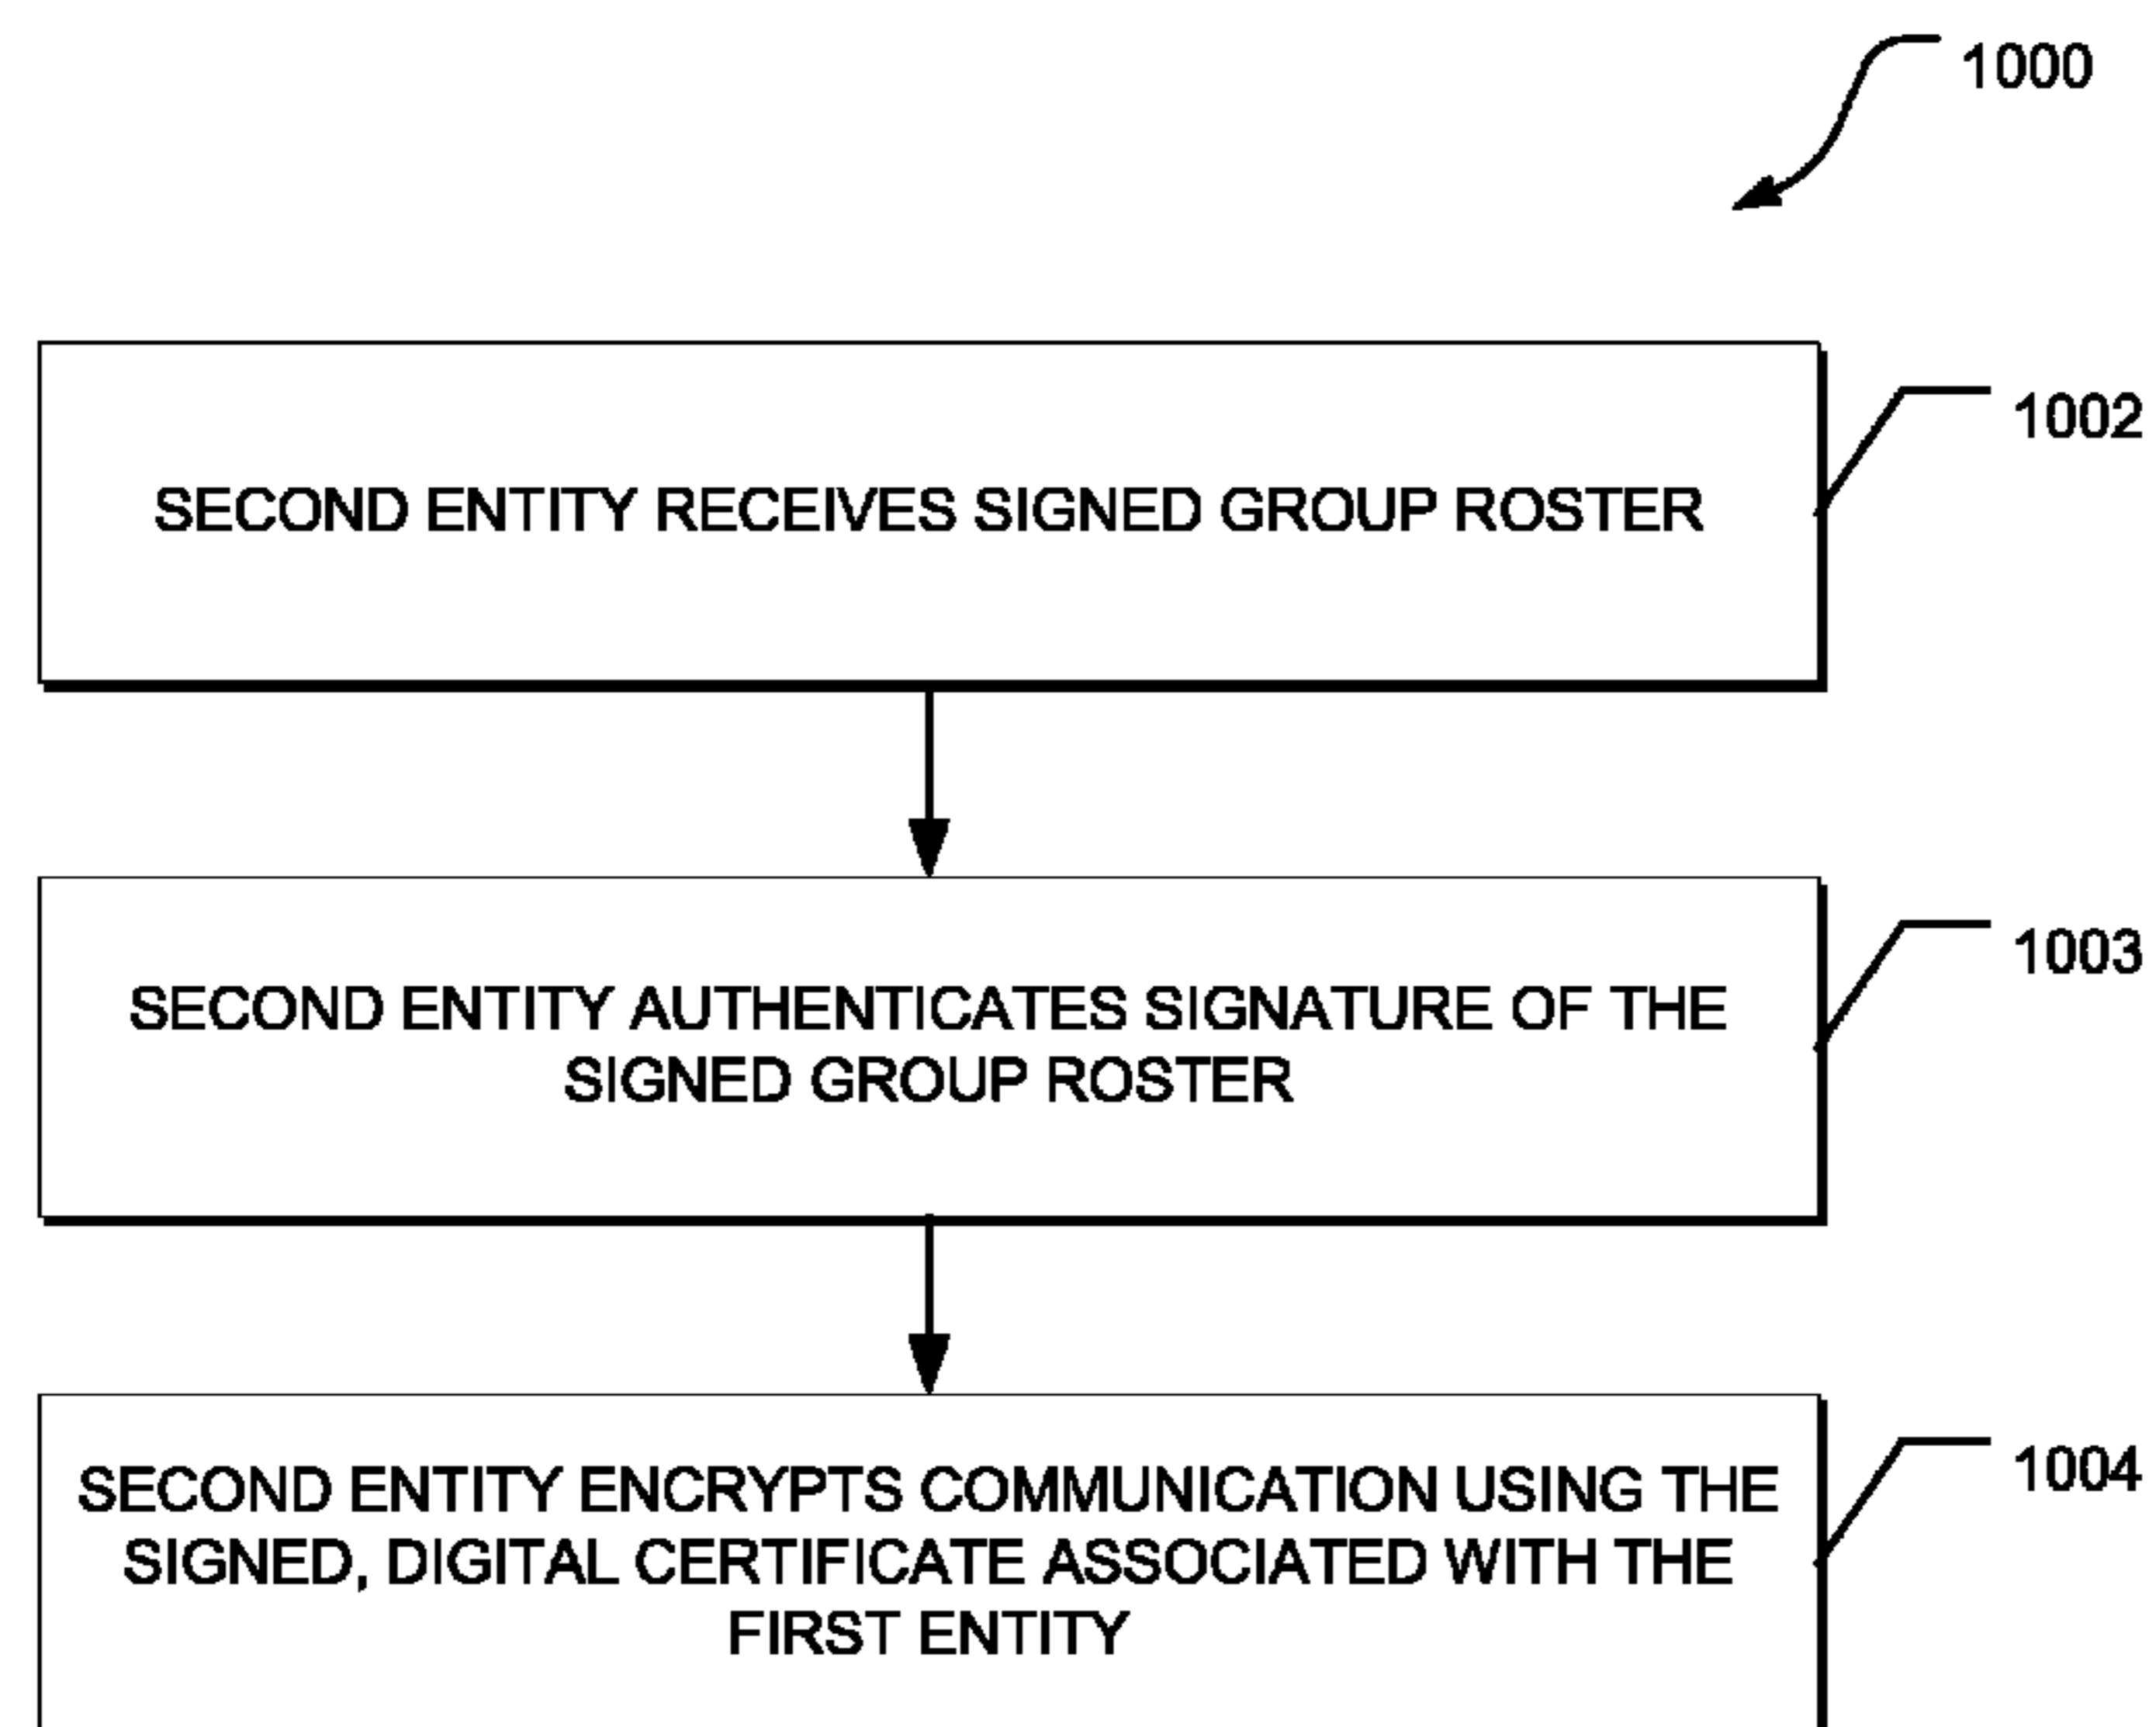 1000
1002
SECOND ENTITY RECEIVES SIGNED GROUP ROSTER
1003
SECOND ENTITY AUTHENTICATES SIGNATURE OF THE
SIGNED GROUP ROSTER
1004
SECOND ENTITY ENCRYPTS COMMUNICATION USING THE
SIGNED, DIGITAL CERTIFICATE ASSOCIATED WITH THE
FIRST ENTITY